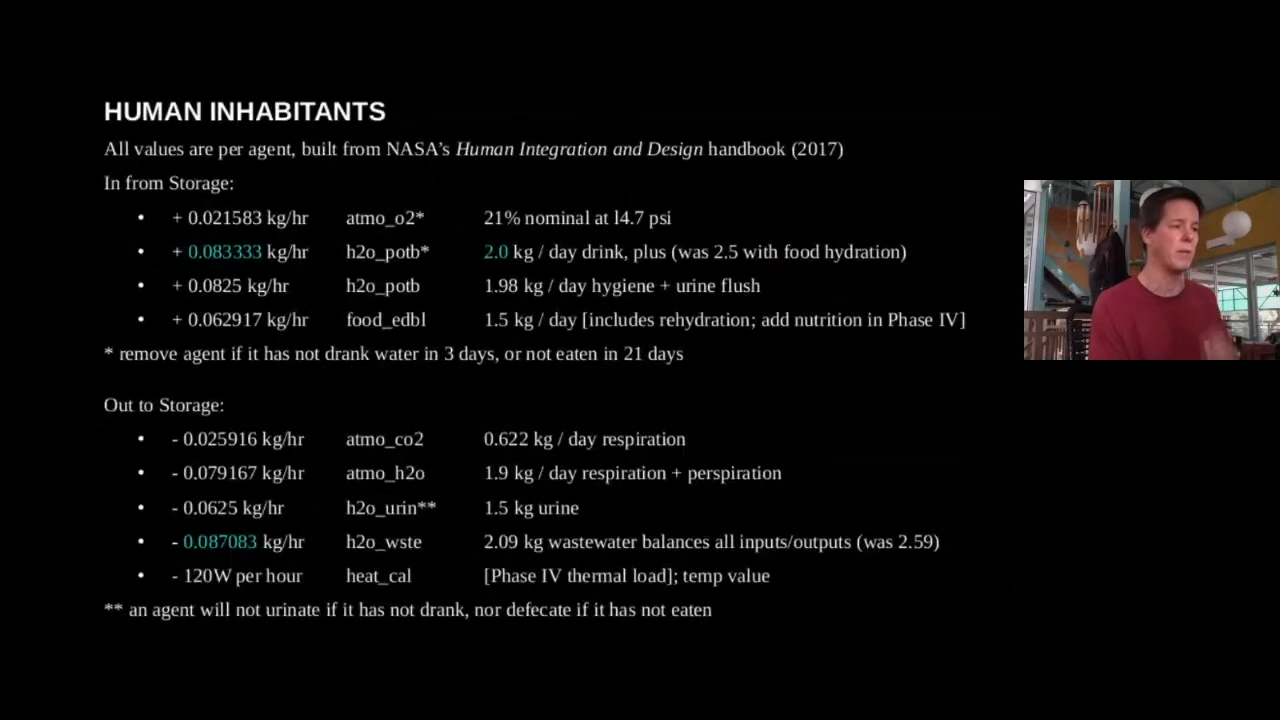 HUMAN INHABITANTS
All values are per agent, built from NASA’s Human Integration and Design handbook (2017)
In from Storage:
• + 0.021583 kg/hr atmo_o2* 21% nominal at l4.7 psi
• + 0.083333 kg/hr h2o_potb* 2.0 kg / day drink, plus (was 2.5 with food hydration)
• + 0.0825 kg/hr h2o_potb 1.98 kg / day hygiene + urine flush
• + 0.062917 kg/hr food_edbl 1.5 kg / day [includes rehydration; add nutrition in Phase IV]
* remove agent if it has not drank water in 3 days, or not eaten in 21 days
Out to Storage:
• - 0.025916 kg/hr atmo_co2 0.622 kg / day respiration
• - 0.079167 kg/hr atmo_h2o 1.9 kg / day respiration + perspiration
• - 0.0625 kg/hr h2o_urin** 1.5 kg urine
• - 0.087083 kg/hr h2o_wste 2.09 kg wastewater balances all inputs/outputs (was 2.59)
• - 120W per hour heat_cal [Phase IV thermal load]; temp value
** an agent will not urinate if it has not drank, nor defecate if it has not eaten